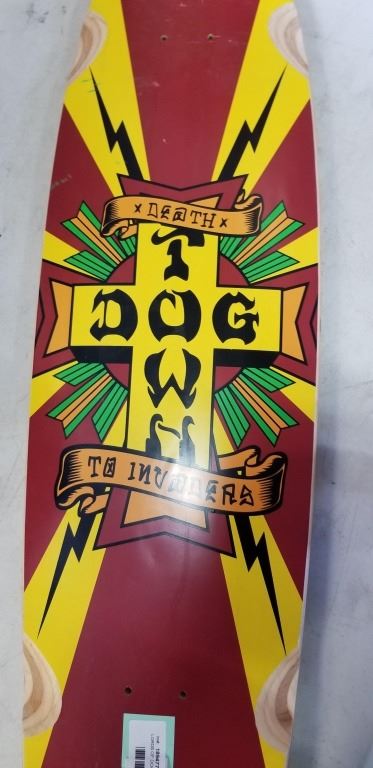 x DEATH x
TOWN
DOG
TO INVADERS